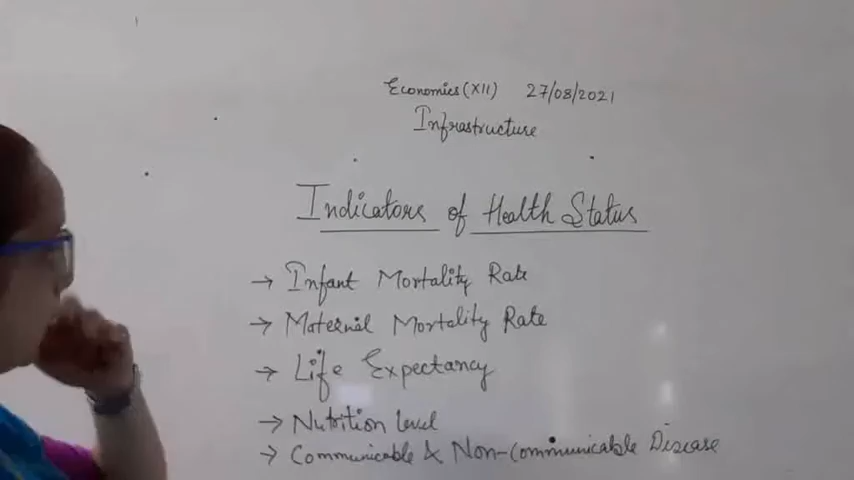 Economics (XII) 27/08/2021
Infrastructure
Indicators of Health Status
→ Infant Mortality Rate
→ Maternal Mortality Rate
→ Life Expectancy
→ Nutrition level
→ Communicable & Non-Communicable Disease